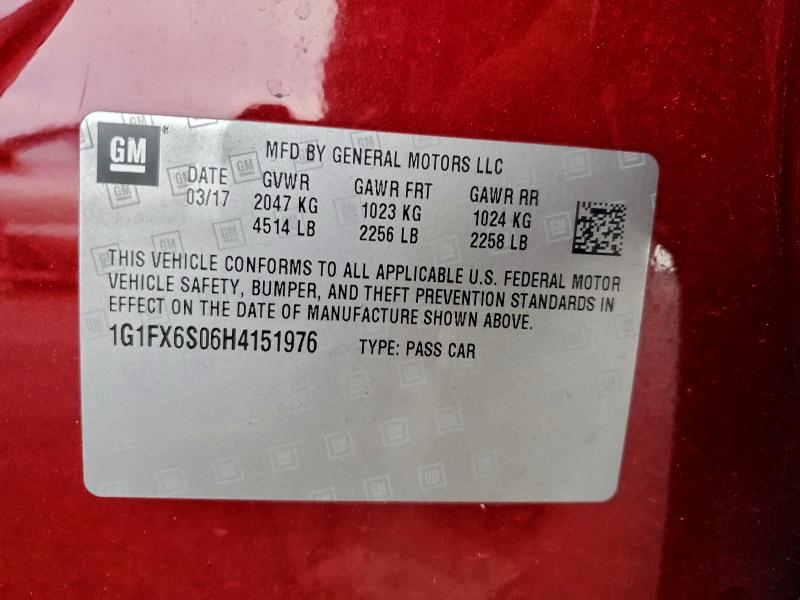 GM ®
MFD BY GENERAL MOTORS LLC
DATE GVWR GAWR FRT GAWR RR
03/17 2047 KG 1023 KG 1024 KG
4514 LB 2256 LB 2258 LB
THIS VEHICLE CONFORMS TO ALL APPLICABLE U.S. FEDERAL MOTOR
VEHICLE SAFETY, BUMPER, AND THEFT PREVENTION STANDARDS IN
EFFECT ON THE DATE OF MANUFACTURE SHOWN ABOVE.
1G1FX6S06H4151976 TYPE: PASS CAR